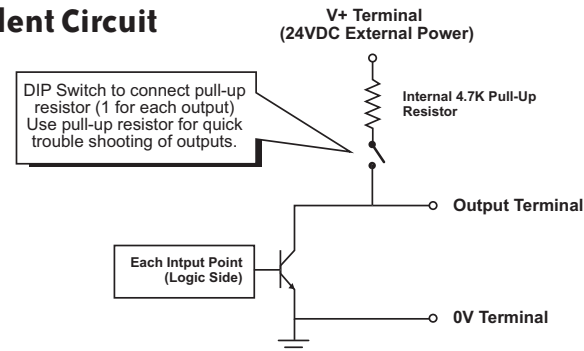 lent Circuit
V+ Terminal
(24VDC External Power)
DIP Switch to connect pull-up
resistor (1 for each output)
Use pull-up resistor for quick
trouble shooting of outputs.
Internal 4.7K Pull-Up
Resistor
Output Terminal
Each Intput Point
(Logic Side)
0V Terminal